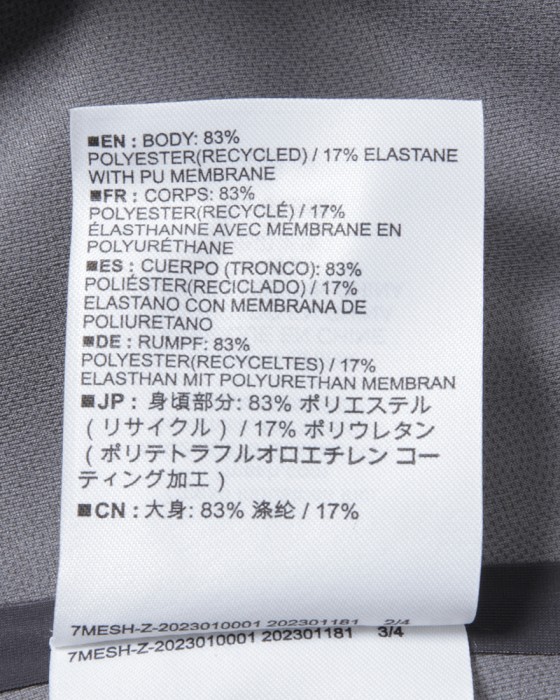 ■EN : BODY: 83%
POLYESTER(RECYCLED) / 17% ELASTANE
WITH PU MEMBRANE
■FR : CORPS: 83%
POLYESTER(RECYCLÉ) / 17%
ÉLASTHANNE AVEC MEMBRANE EN
POLYURÉTHANE
■ES : CUERPO (TRONCO): 83%
POLIÉSTER(RECICLADO) / 17%
ELASTANO CON MEMBRANA DE
POLIURETANO
■DE : RUMPF: 83%
POLYESTER(RECYCELTES) / 17%
ELASTHAN MIT POLYURETHAN MEMBRAN
■JP : 身頃部分: 83% ポリエステル
( リサイクル ) / 17% ポリウレタン
( ポリテトラフルオロエチレン コー
ティング加工 )
■CN : 大身: 83% 涤纶 / 17%
7MESH-Z-2023010001 202301181 2/4
7MESH-Z-2023010001 202301181 3/4